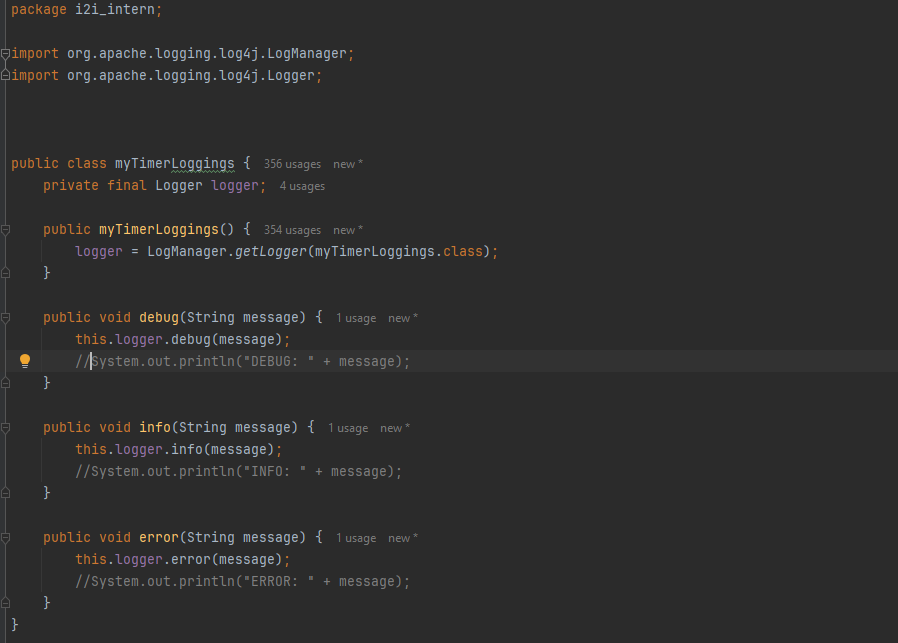 package i2i_intern;
import org.apache.logging.log4j.LogManager;
import org.apache.logging.log4j.Logger;
public class myTimerLoggings { 356 usages new *
private final Logger logger; 4 usages
public myTimerLoggings() { 354 usages new *
logger = LogManager.getLogger(myTimerLoggings.class);
}
public void debug(String message) { 1 usage new *
this.logger.debug(message);
//System.out.println("DEBUG: " + message);
}
public void info(String message) { 1 usage new *
this.logger.info(message);
//System.out.println("INFO: " + message);
}
public void error(String message) { 1 usage new *
this.logger.error(message);
//System.out.println("ERROR: " + message);
}
}